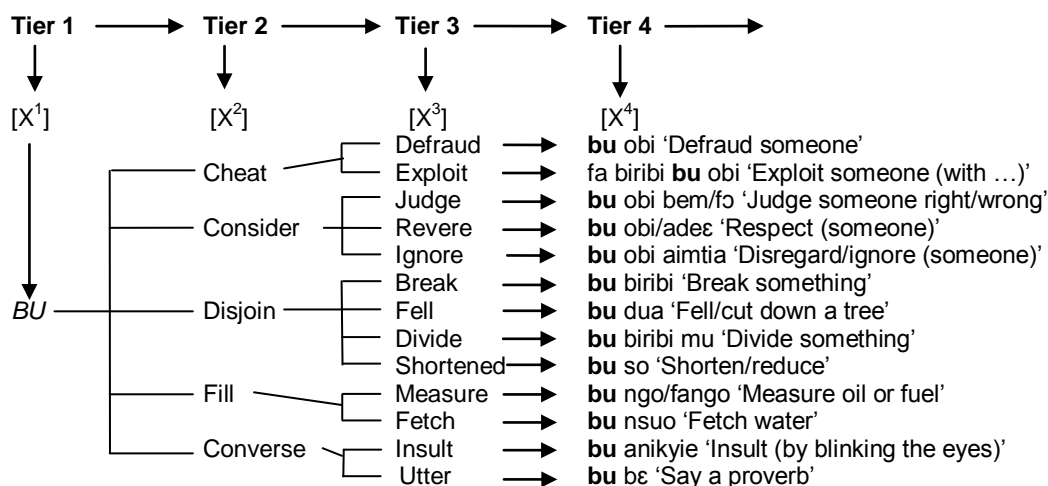 Tier 1 Tier 2 Tier 3 Tier 4
[X¹] [X²] [X³] [X⁴]
Defraud bu obi ‘Defraud someone’
Cheat
Exploit fa biribi bu obi ‘Exploit someone (with …)’
Judge bu obi bem/fɔ ‘Judge someone right/wrong’
Consider Revere bu obi/adeɛ ‘Respect (someone)’
Ignore bu obi aimtia ‘Disregard/ignore (someone)’
Break bu biribi ‘Break something’
BU Disjoin Fell bu dua ‘Fell/cut down a tree’
Divide bu biribi mu ‘Divide something’
Shortened bu so ‘Shorten/reduce’
Fill Measure bu ngo/fango ‘Measure oil or fuel’
Fetch bu nsuo ‘Fetch water’
Converse Insult bu anikyie ‘Insult (by blinking the eyes)’
Utter bu bɛ ‘Say a proverb’